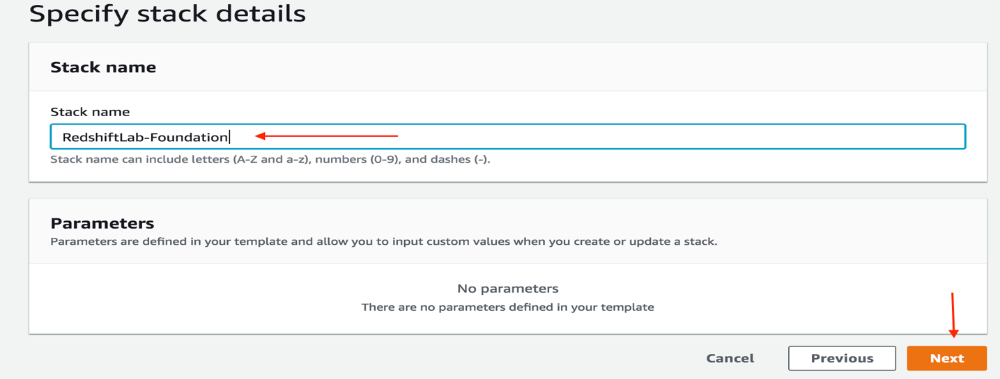 Specify stack details
Stack name
Stack name
RedshiftLab-Foundation
Stack name can include letters (A-Z and a-z), numbers (0-9), and dashes (-).
Parameters
Parameters are defined in your template and allow you to input custom values when you create or update a stack.
No parameters
There are no parameters defined in your template
Cancel Previous Next